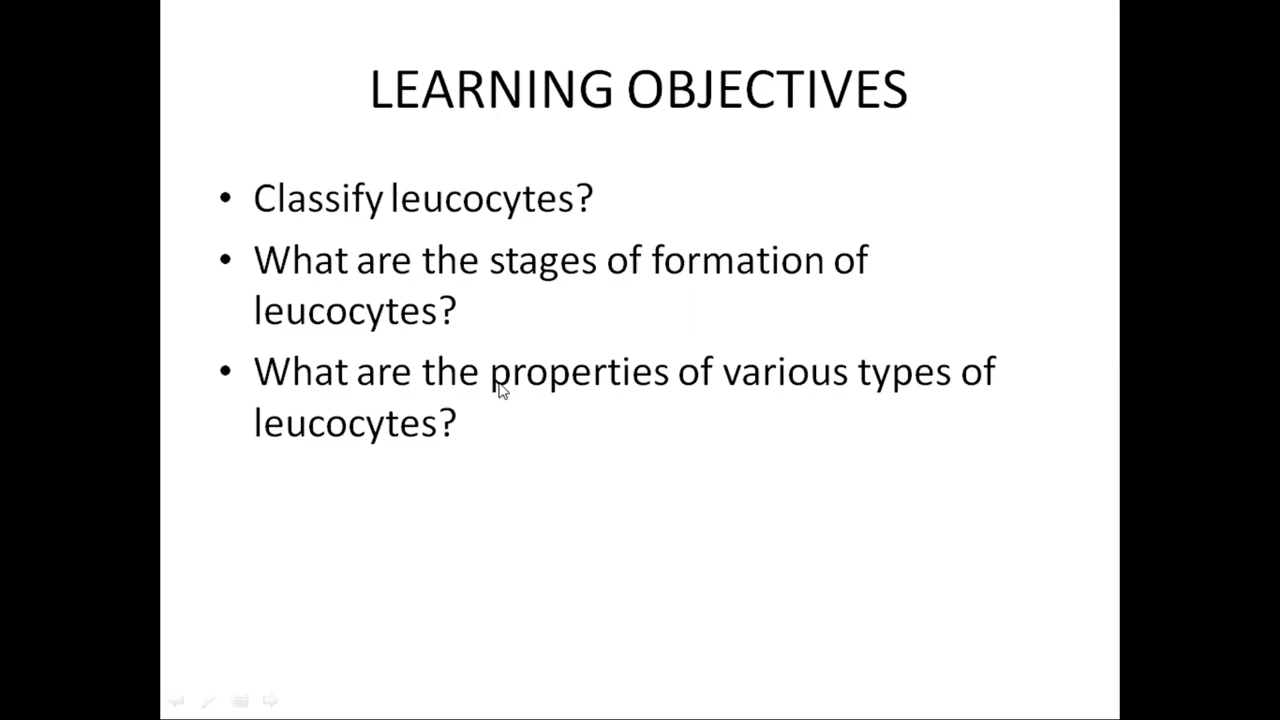 LEARNING OBJECTIVES
• Classify leucocytes?
• What are the stages of formation of
leucocytes?
• What are the properties of various types of
leucocytes?